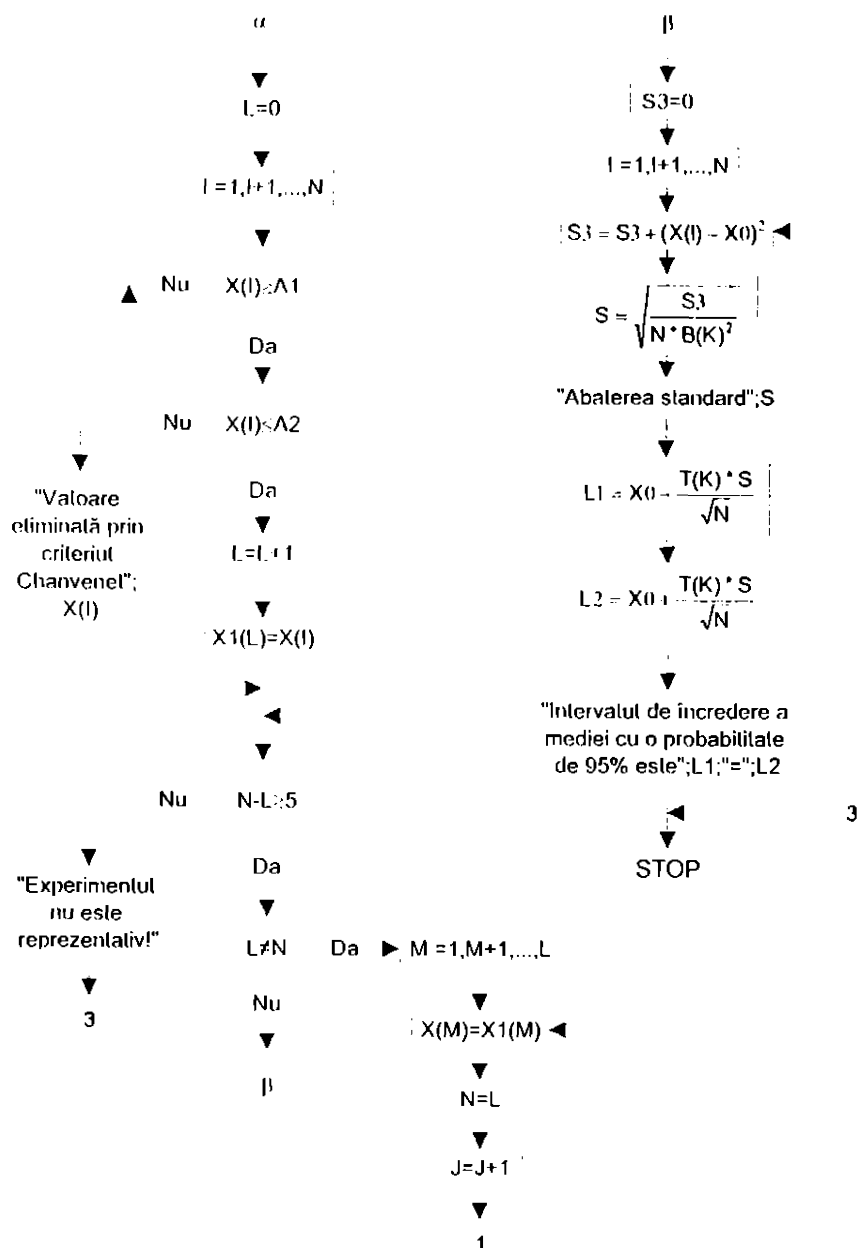 α
L=0
I=1,I+1,...,N
Nu X(I)≥A1
Da
Nu X(I)≤A2
"Valoare
eliminată prin
criteriul
Chanvenet";
X(I)
Da
L=L+1
X1(L)=X(I)
Nu N-L≥5
"Experimentul
nu este
reprezentativ!"
3
Da
L≠N Da M=1,M+1,...,L
Nu
β
X(M)=X1(M)
N=L
J=J+1
1
β
S3=0
I=1,I+1,...,N
S3 = S3 + (X(I) - X0)²
S = √(S3 / (N * B(K)²))
"Abaterea standard";S
L1 = X0 - T(K) * S / √N
L2 = X0 + T(K) * S / √N
"Intervalul de încredere a
mediei cu o probabilitate
de 95% este";L1;"=";L2
3
STOP